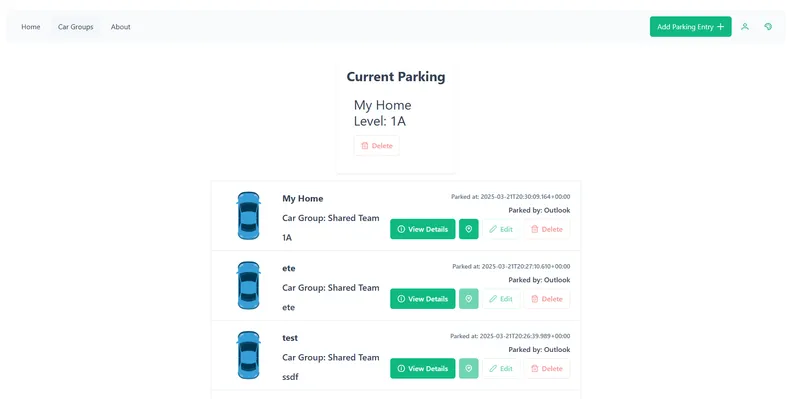 Home Car Groups About Add Parking Entry
Current Parking
My Home
Level: 1A
Delete
My Home
Parked at: 2025-03-21T20:30:09.164+00:00
Car Group: Shared Team
Parked by: Outlook
1A
View Details Edit Delete
ete
Parked at: 2025-03-21T20:27:10.610+00:00
Car Group: Shared Team
Parked by: Outlook
ete
View Details Edit Delete
test
Parked at: 2025-03-21T20:26:39.989+00:00
Car Group: Shared Team
Parked by: Outlook
ssdf
View Details Edit Delete